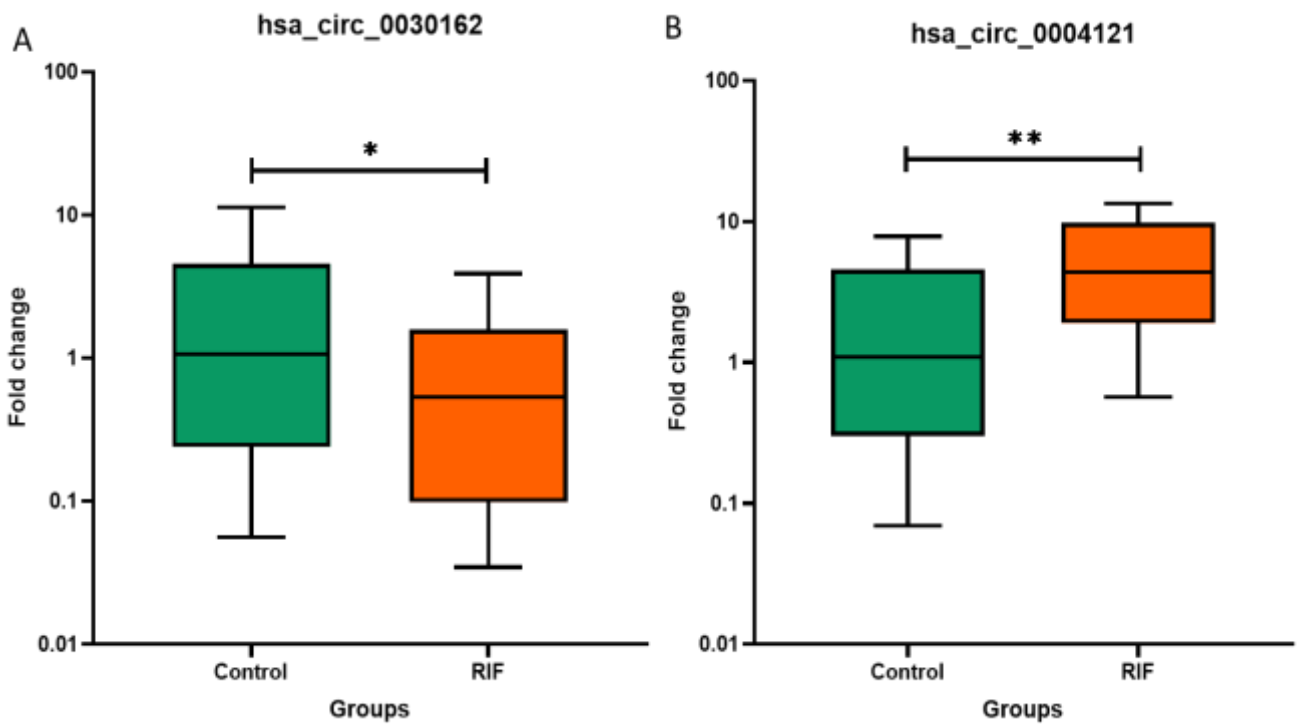 A
hsa_circ_0030162
100
10
1
0.1
0.01
Fold change
*
Control
RIF
Groups
B
hsa_circ_0004121
100
10
1
0.1
0.01
Fold change
**
Control
RIF
Groups